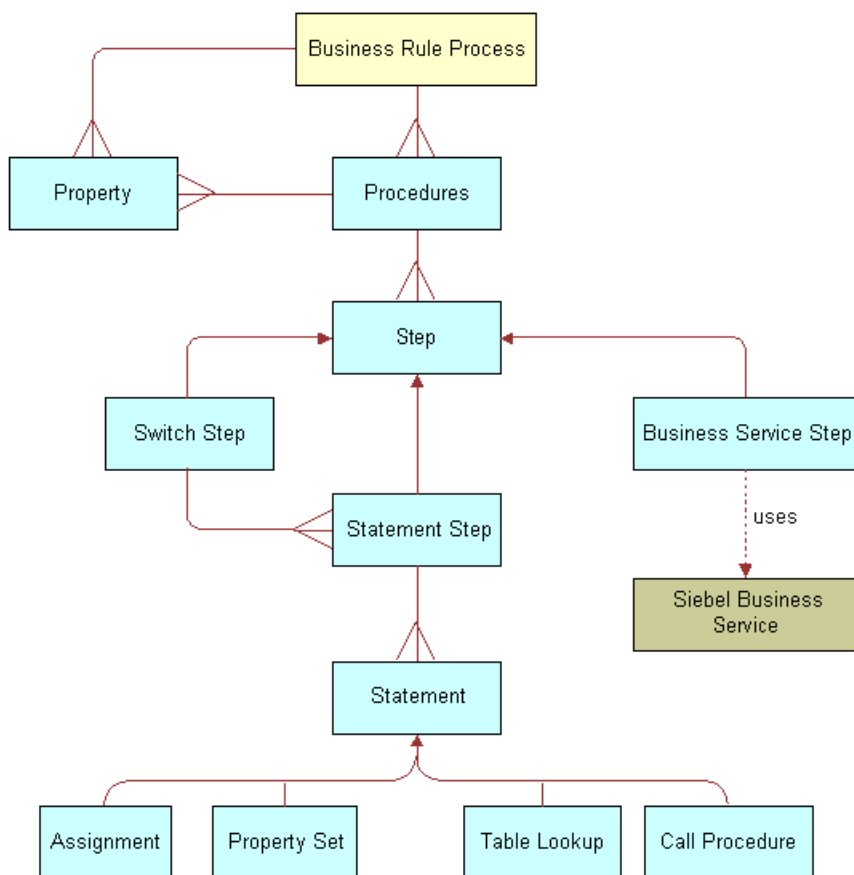 Business Rule Process
Property
Procedures
Step
Switch Step
Business Service Step
Statement Step
uses
Siebel Business
Service
Statement
Assignment
Property Set
Table Lookup
Call Procedure